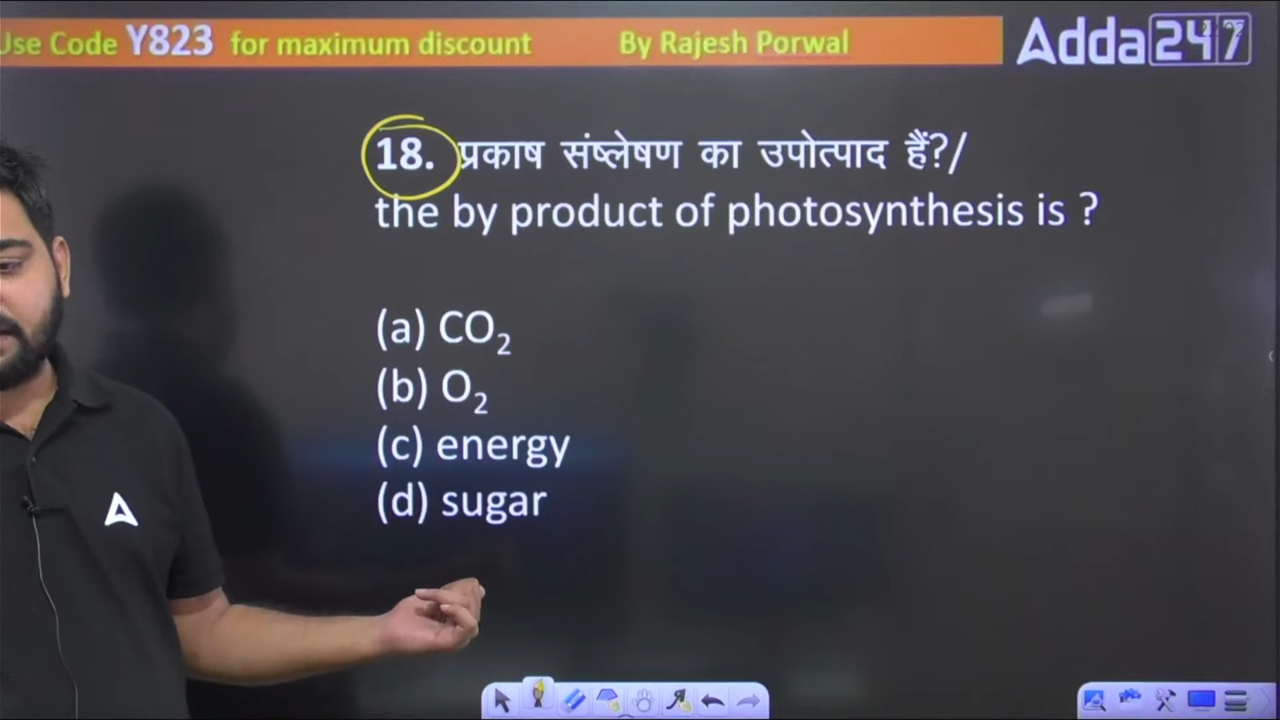 Use Code Y823 for maximum discount By Rajesh Porwal
Adda247
18. प्रकाष संष्लेषण का उपोत्पाद हैं?/
the by product of photosynthesis is ?
(a) CO₂
(b) O₂
(c) energy
(d) sugar